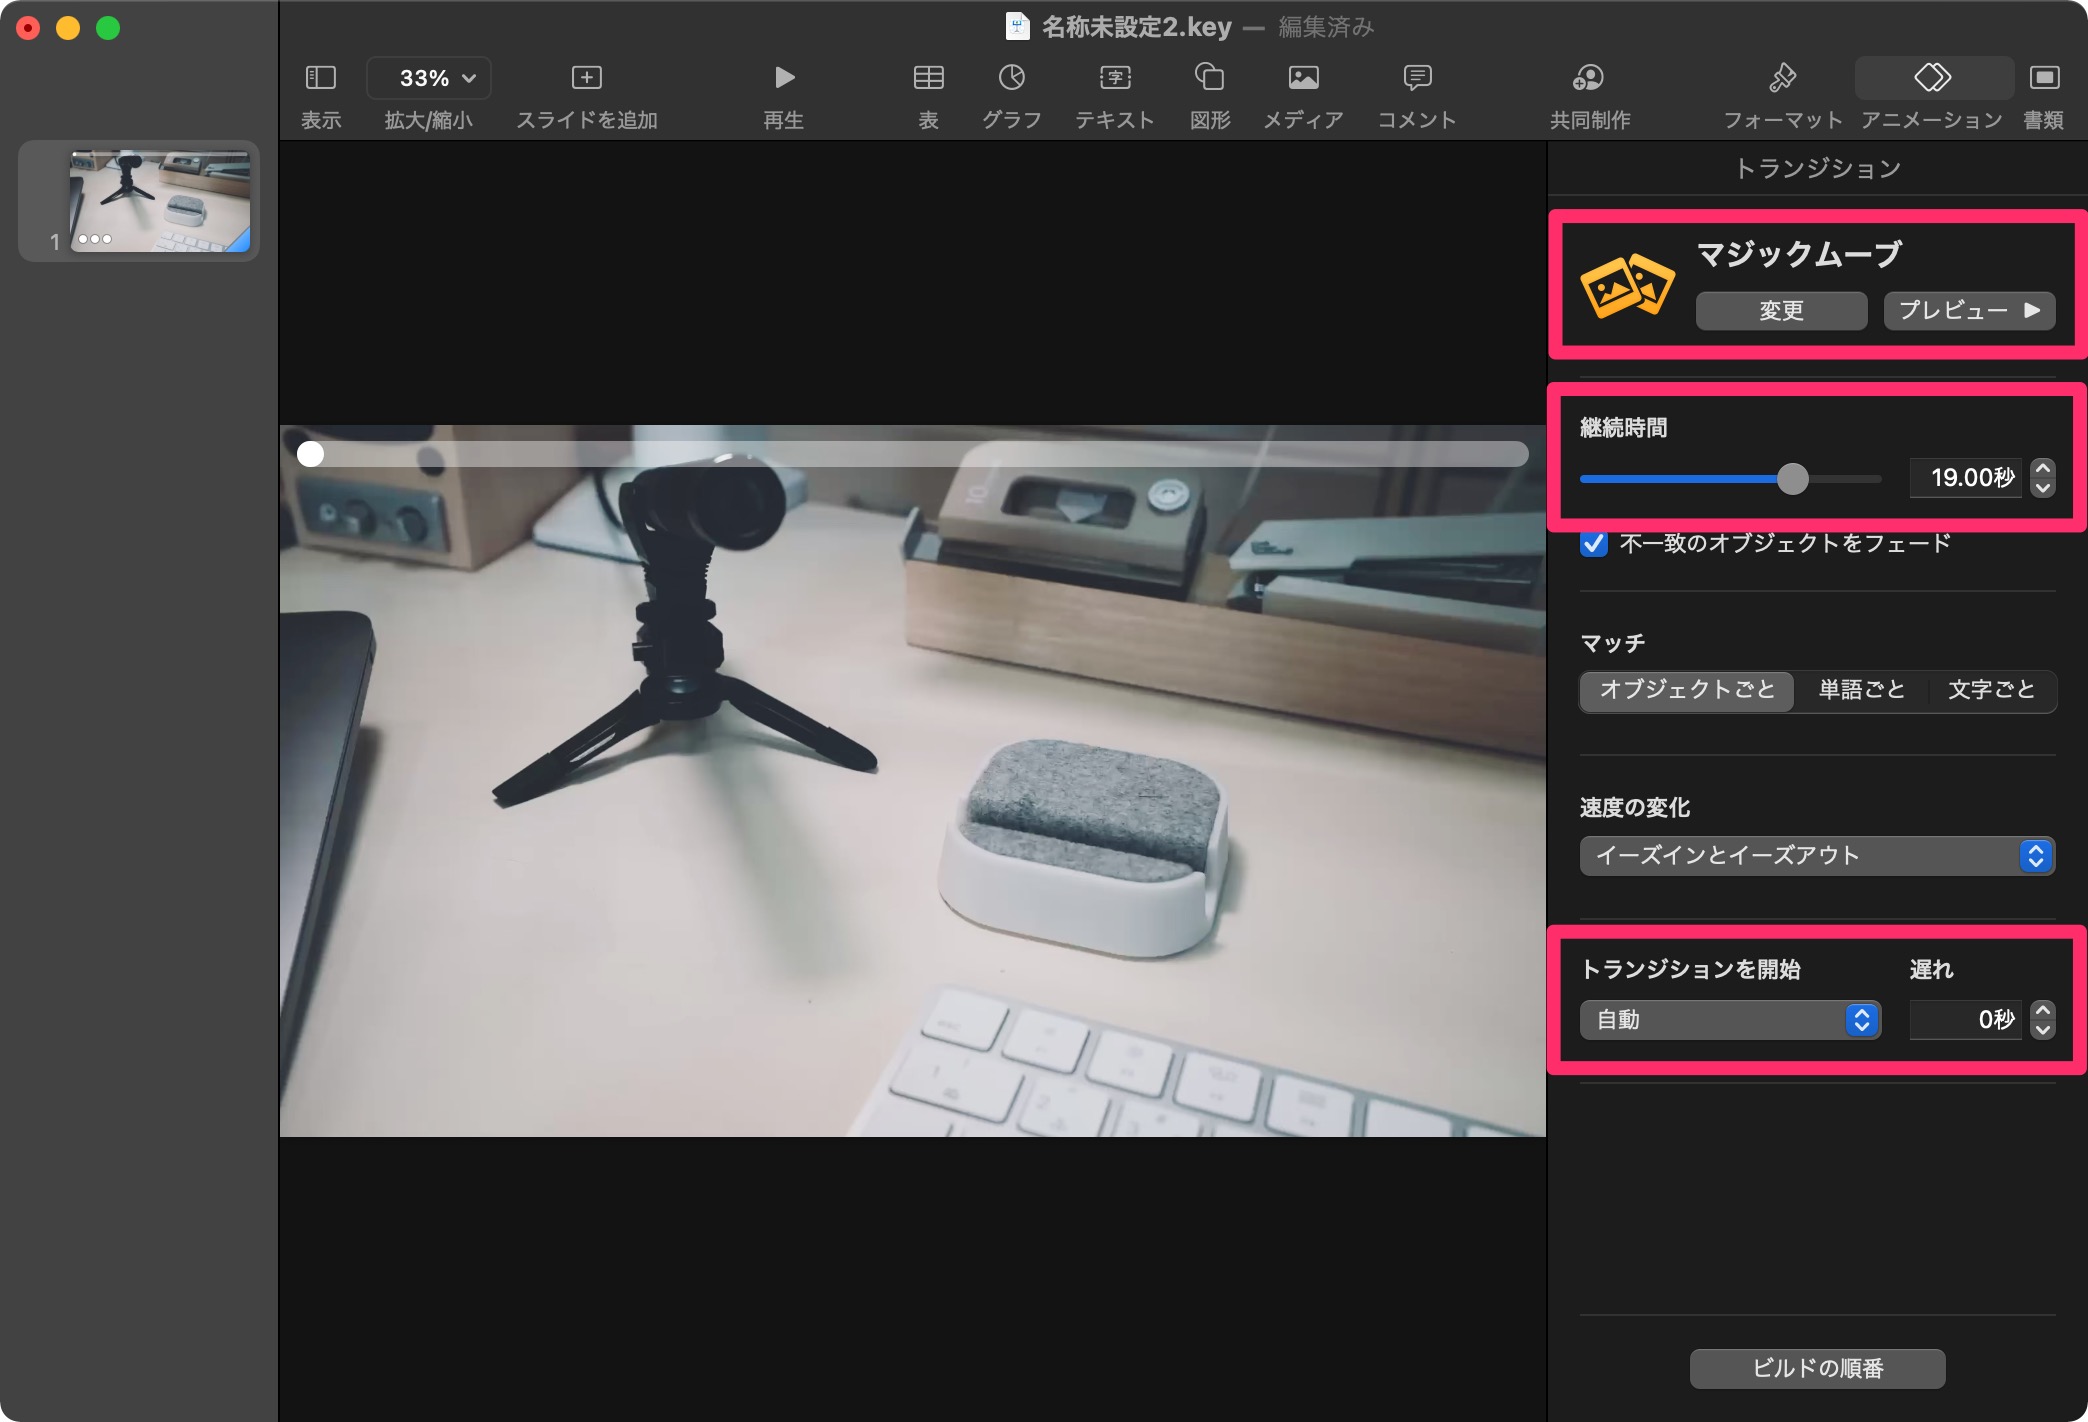 名称未設定2.key — 編集済み
33%
表示
拡大/縮小
スライドを追加
再生
表
グラフ
テキスト
図形
メディア
コメント
共同制作
フォーマット
アニメーション
書類
トランジション
マジックムーブ
変更
プレビュー
継続時間
19.00秒
不一致のオブジェクトをフェード
マッチ
オブジェクトごと
単語ごと
文字ごと
速度の変化
イーズインとイーズアウト
トランジションを開始
遅れ
自動
0秒
ビルドの順番
1